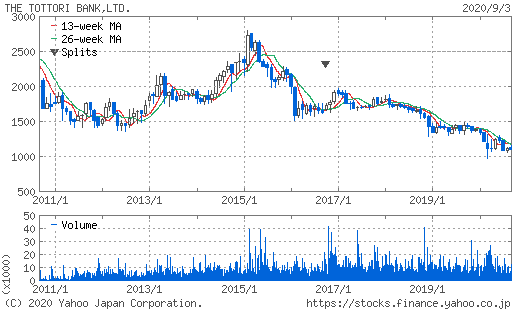 THE TOTTORI BANK,LTD. 2020/9/3
3000
13-week MA
26-week MA
Splits
2500
2000
1500
1000
500
2011/1 2013/1 2015/1 2017/1 2019/1
50
Volume
40
30
20
10
0
(x1000)
2011/1 2013/1 2015/1 2017/1 2019/1
(C) 2020 Yahoo Japan Corporation. https://stocks.finance.yahoo.co.jp